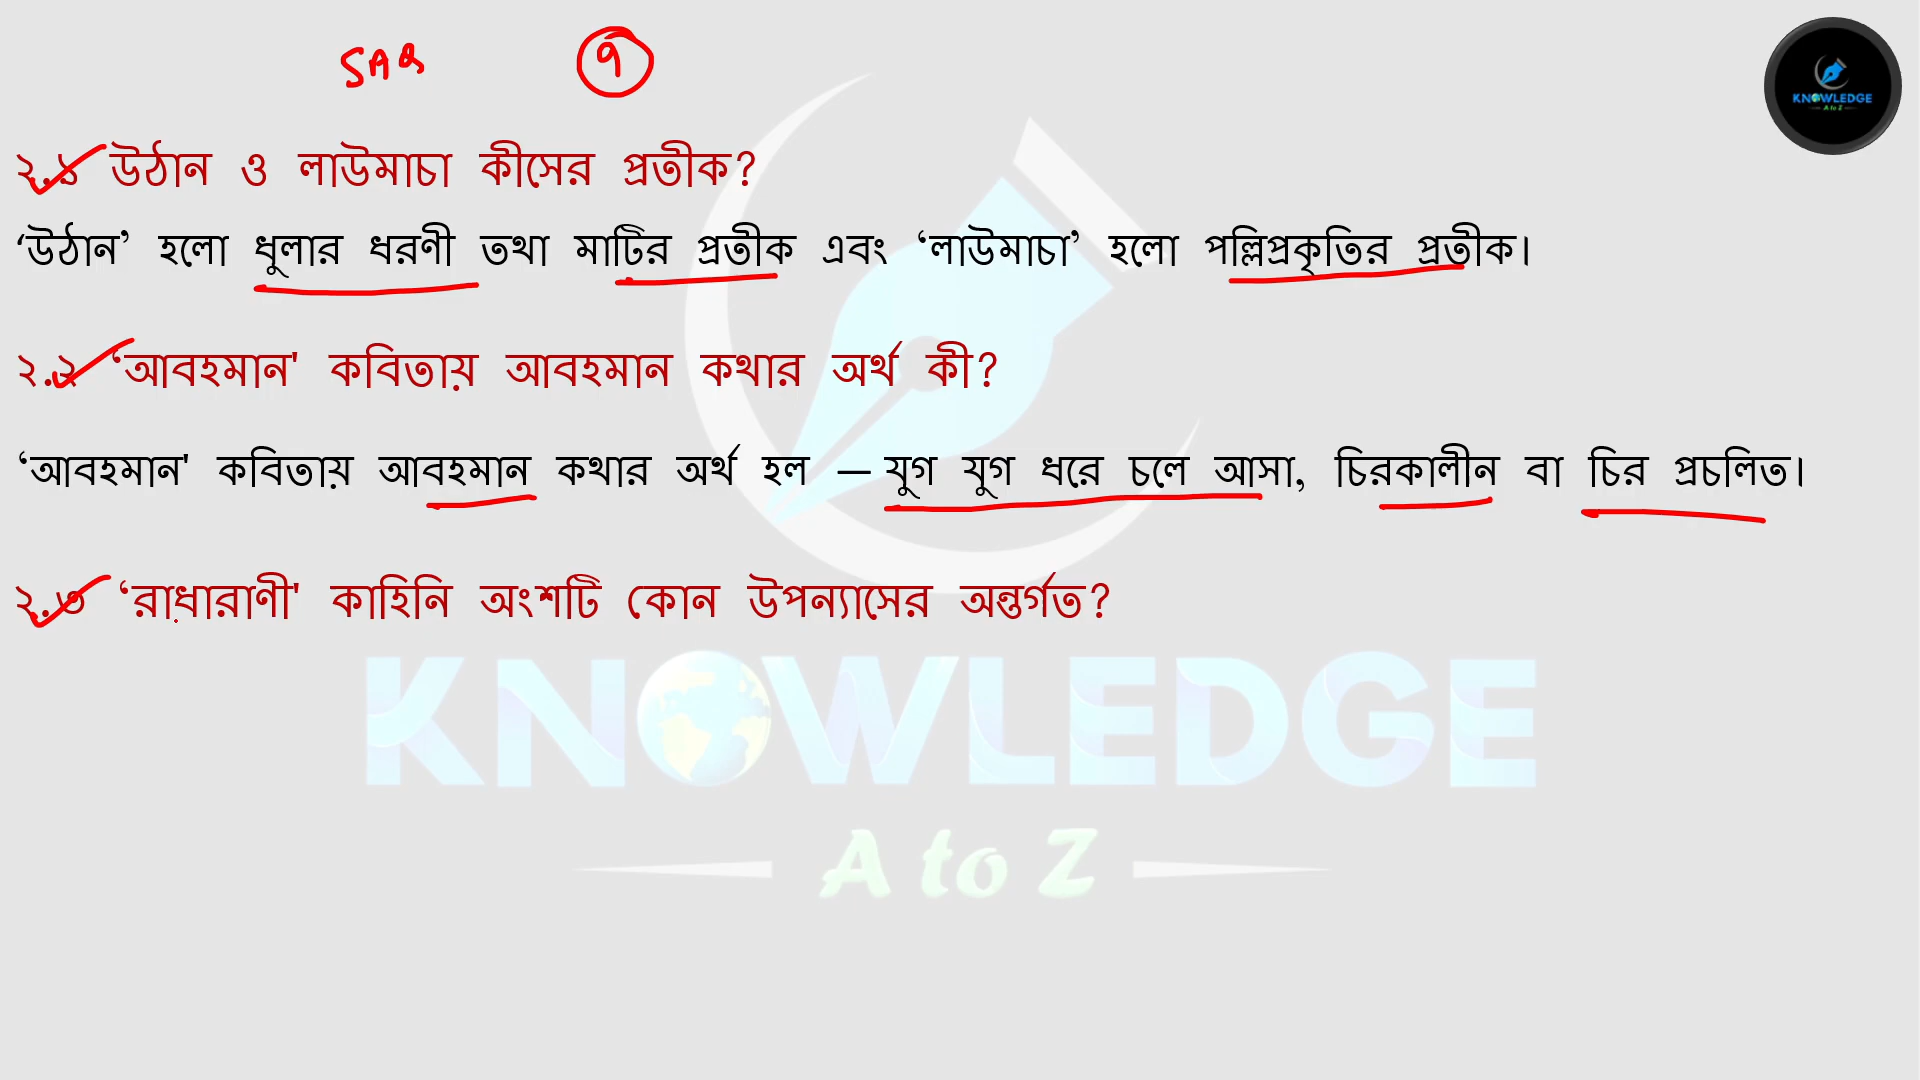 SAQ ৭
KNOWLEDGE
A to Z
২.১ উঠান ও লাউমাচা কীসের প্রতীক?
‘উঠান’ হলো ধুলার ধরণী তথা মাটির প্রতীক এবং ‘লাউমাচা’ হলো পল্লিপ্রকৃতির প্রতীক।
২.২ ‘আবহমান' কবিতায় আবহমান কথার অর্থ কী?
‘আবহমান' কবিতায় আবহমান কথার অর্থ হল – যুগ যুগ ধরে চলে আসা, চিরকালীন বা চির প্রচলিত।
২.৩ ‘রাধারাণী' কাহিনি অংশটি কোন উপন্যাসের অন্তর্গত?
KNOWLEDGE
A to Z